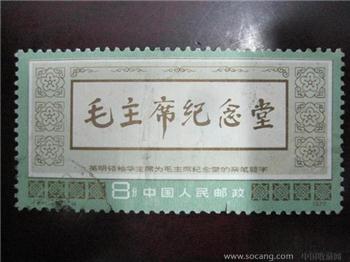 毛主席纪念堂
英明领袖华主席为毛主席纪念堂的亲笔题字
8分 中国人民邮政
www.socang.com